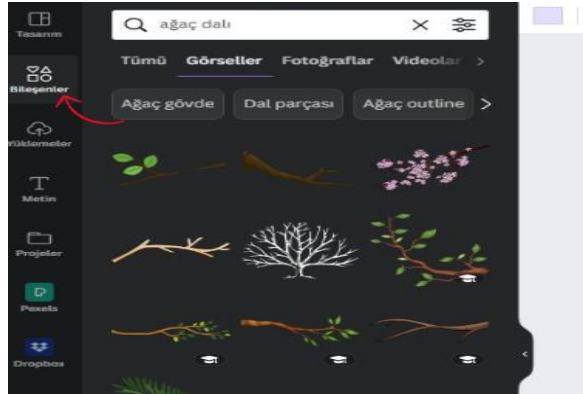 Tasarım
Bileşenler
Yüklemeler
Metin
Projeler
Pexels
Dropbox
ağaç dalı
Tümü Görseller Fotoğraflar Videolar
Ağaç gövde Dal parçası Ağaç outline